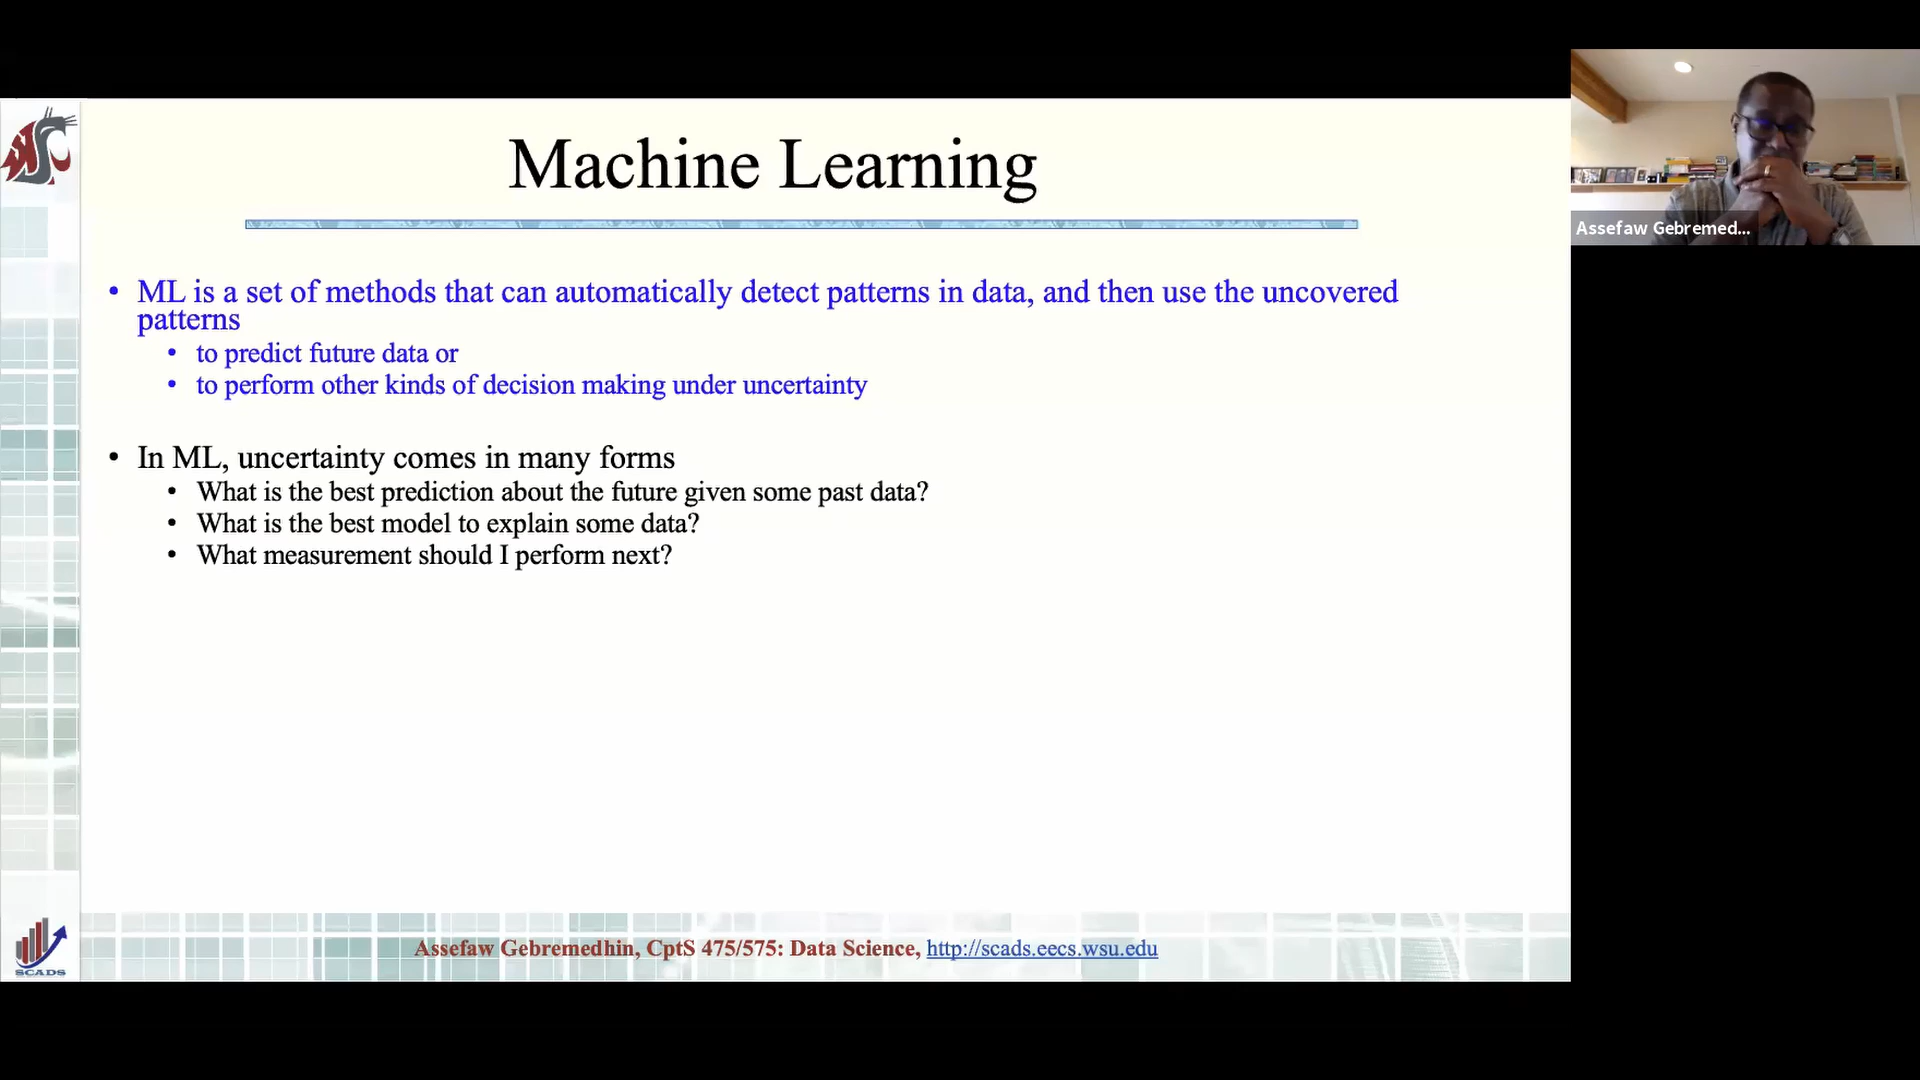 Machine Learning
Assefaw Gebremed...
• ML is a set of methods that can automatically detect patterns in data, and then use the uncovered
patterns
• to predict future data or
• to perform other kinds of decision making under uncertainty
• In ML, uncertainty comes in many forms
• What is the best prediction about the future given some past data?
• What is the best model to explain some data?
• What measurement should I perform next?
SCADS
Assefaw Gebremedhin, CptS 475/575: Data Science, http://scads.eecs.wsu.edu